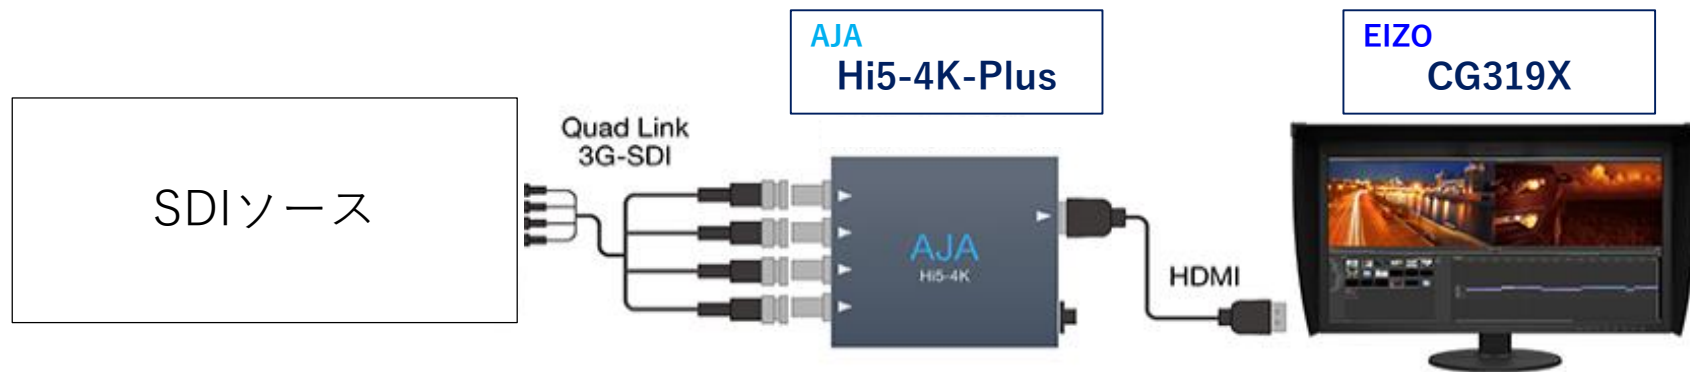 AJA
Hi5-4K-Plus
EIZO
CG319X
Quad Link
3G-SDI
SDIソース
AJA
Hi5-4K
HDMI